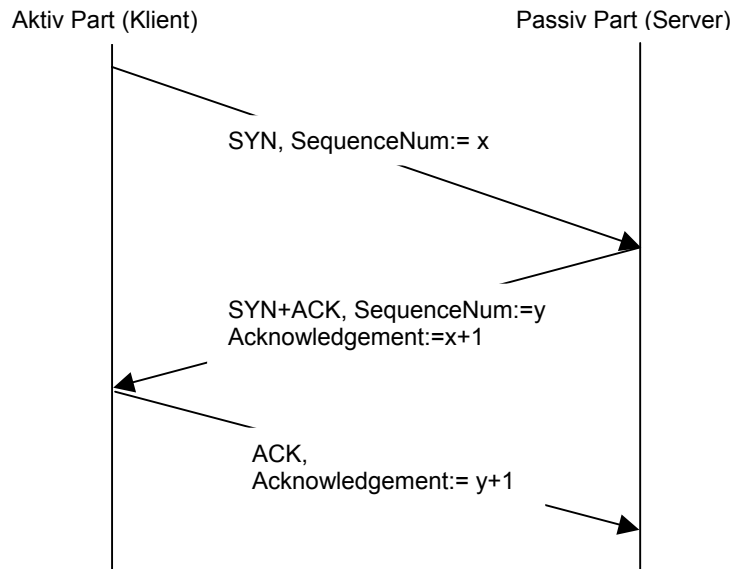 Aktiv Part (Klient)
Passiv Part (Server)
SYN, SequenceNum:= x
SYN+ACK, SequenceNum:=y
Acknowledgement:=x+1
ACK,
Acknowledgement:= y+1